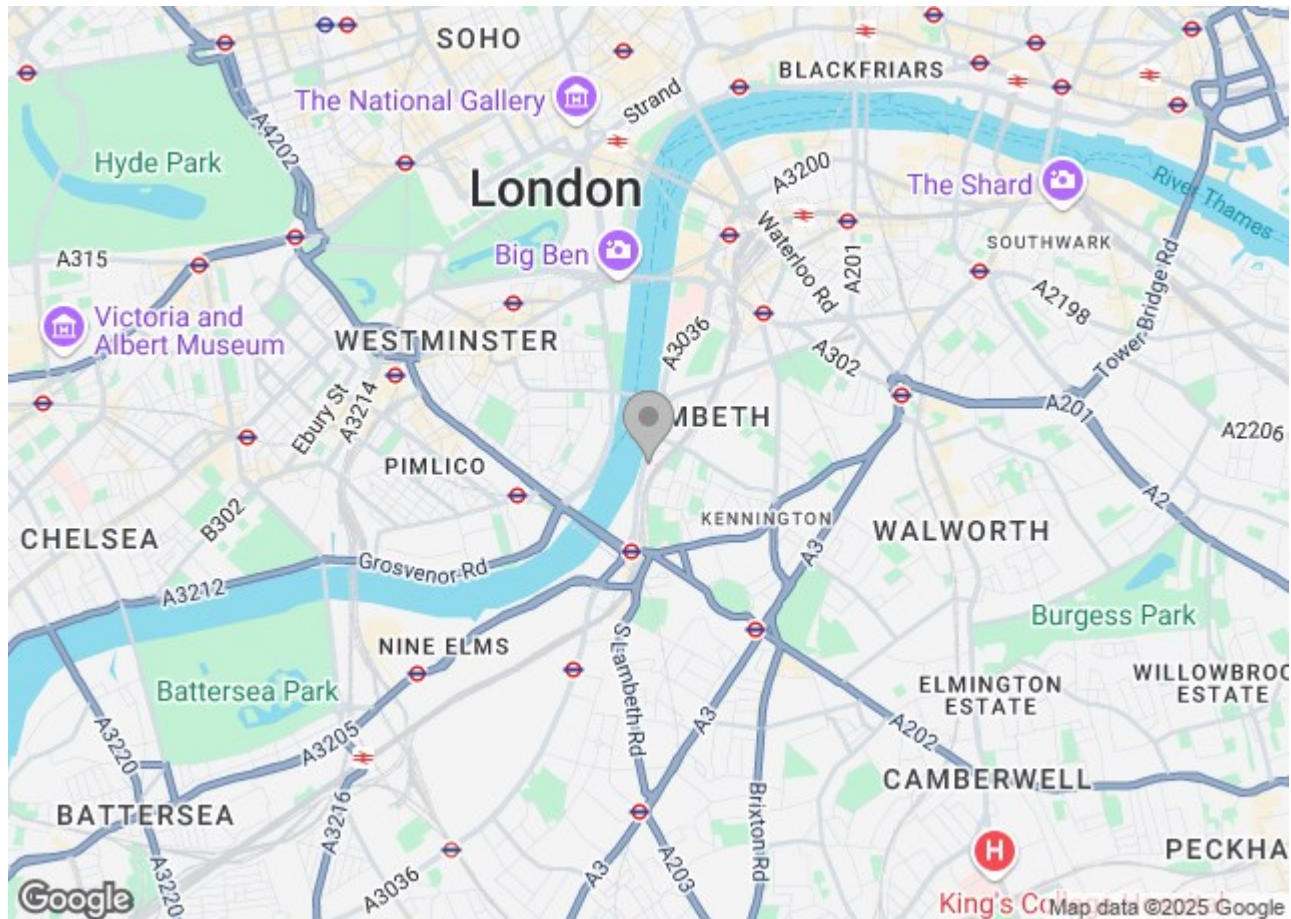 SOHO
BLACKFRIARS
The National Gallery
Strand
A4202
Hyde Park
A3200
London
The Shard
River Thames
Waterloo Rd
A201
Big Ben
SOUTHWARK
A315
A2198
Tower Bridge Rd
Victoria and
Albert Museum
WESTMINSTER
A3036
A302
Ebury St
A3214
MBETH
A201
A2206
PIMLICO
A2
B302
KENNINGTON
CHELSEA
WALWORTH
A3
Grosvenor Rd
A3212
Burgess Park
S Lambeth Rd
NINE ELMS
WILLOWBROO
ESTATE
Battersea Park
ELMINGTON
ESTATE
A3
A3220
A3205
A202
CAMBERWELL
BATTERSEA
A3216
Brixton Rd
H
PECKHA
A3220
A3036
A3
A203
Google
King's Co
Map data ©2025 Google